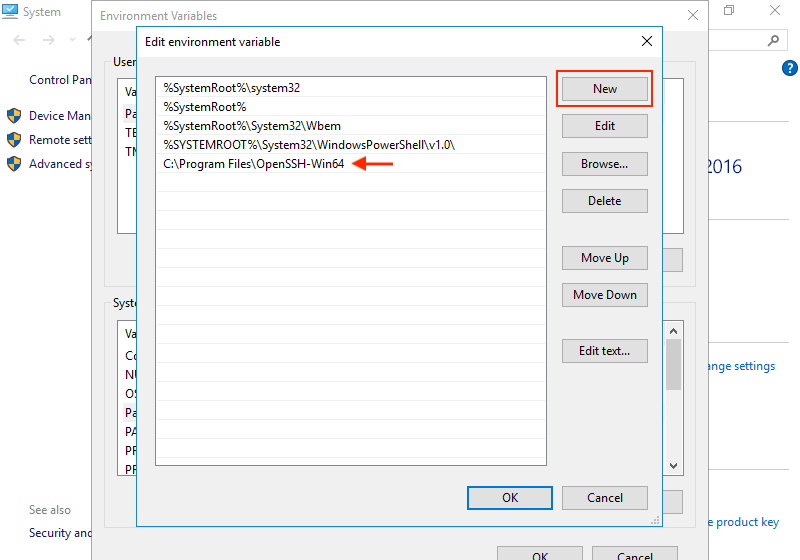 System
Environment Variables
Edit environment variable
Control Pan
Device Man
Remote sett
Advanced sy
User
Va
Pa
TE
TM
%SystemRoot%\system32
%SystemRoot%
%SystemRoot%\System32\Wbem
%SYSTEMROOT%\System32\WindowsPowerShell\v1.0\
C:\Program Files\OpenSSH-Win64
New
Edit
Browse...
Delete
Move Up
Move Down
Edit text...
?
2016
Syste
Va
Co
NU
OS
Pa
PA
PR
PR
ange settings
OK
Cancel
See also
Security and
e product key
OK
Cancel